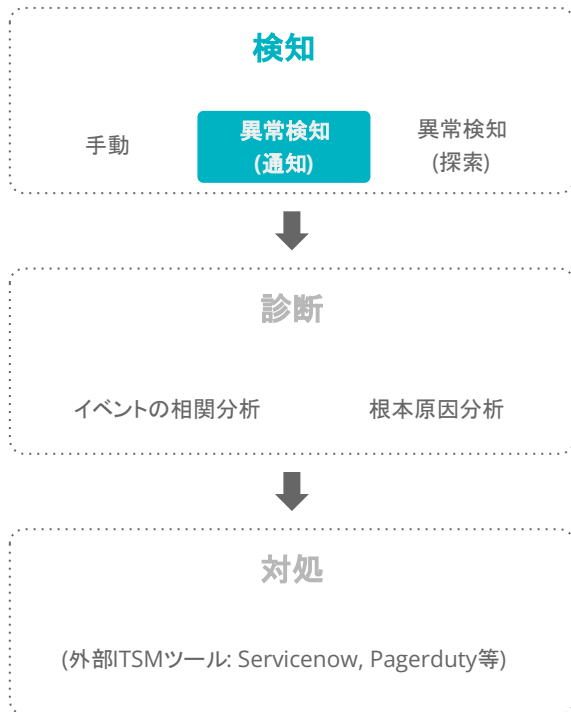 検知
手動
異常検知
(通知)
異常検知
(探索)
診断
イベントの相関分析
根本原因分析
対処
(外部ITSMツール: Servicenow, Pagerduty等)